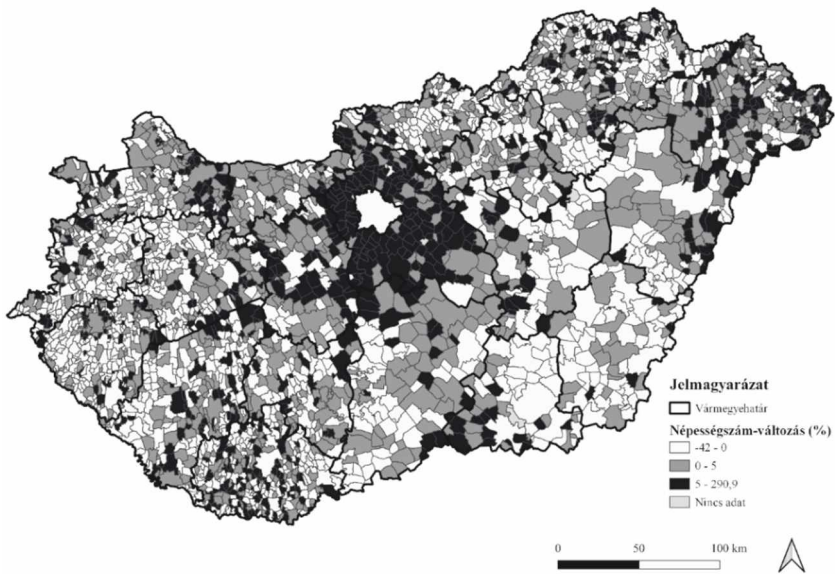 Jelmagyarázat
Vármegyehatár
Népességszám-változás (%)
-42 - 0
0 - 5
5 - 290,9
Nincs adat
0 50 100 km